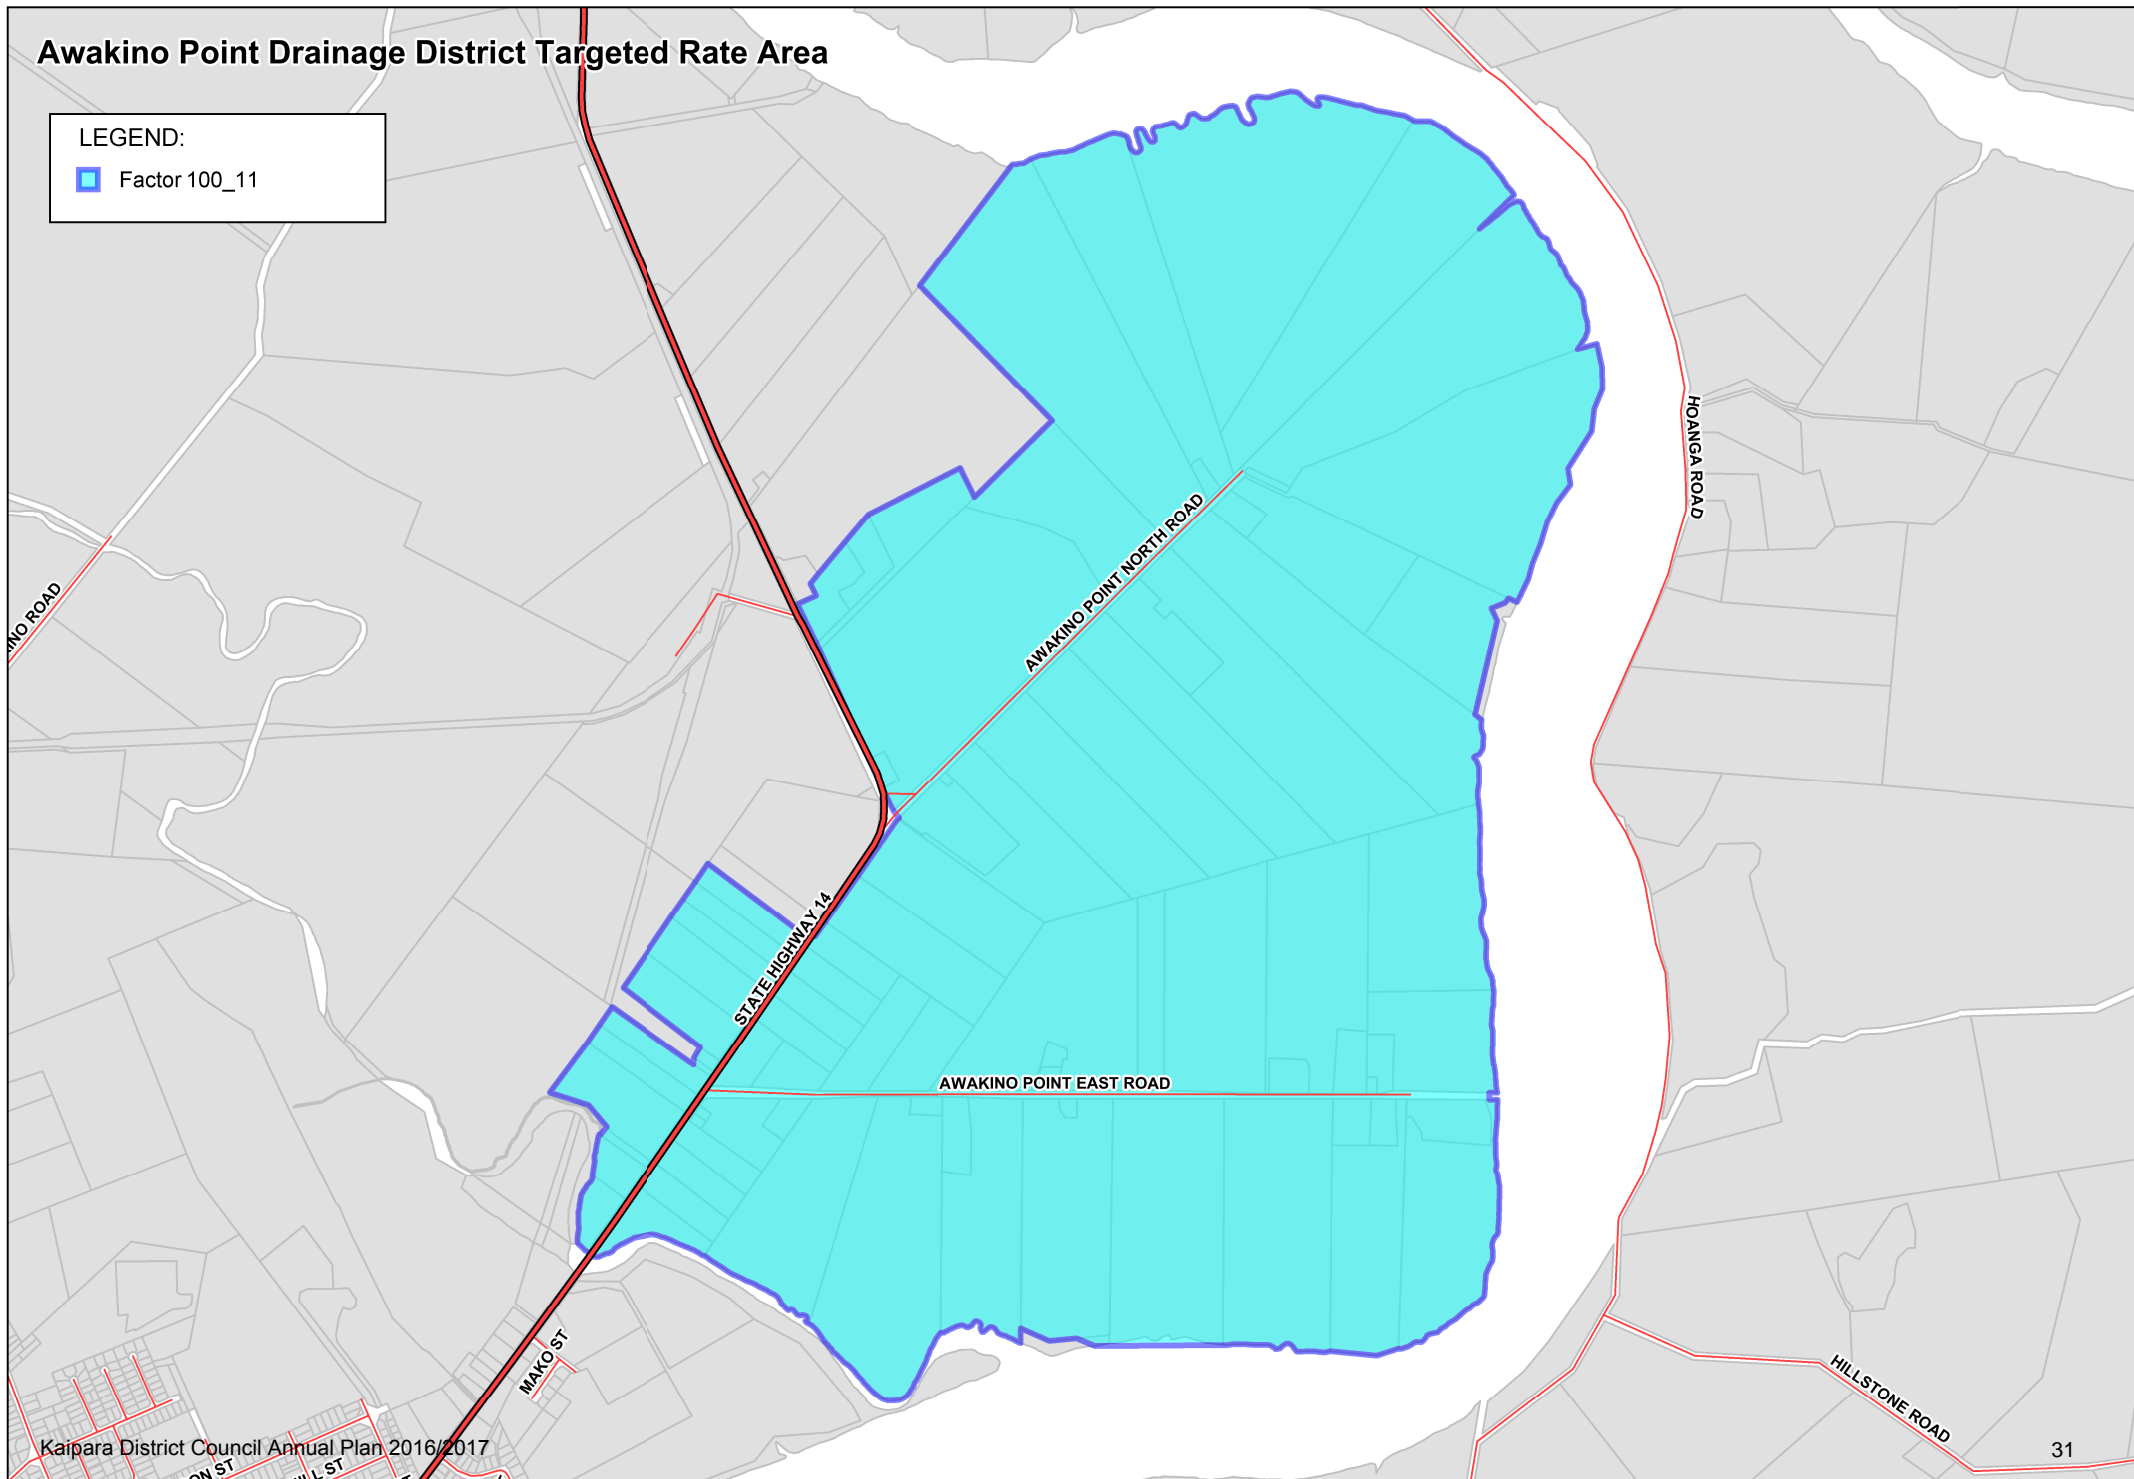 Awakino Point Drainage District Targeted Rate Area
LEGEND:
Factor 100_11
HOANGA ROAD
AWAKINO POINT NORTH ROAD
STATE HIGHWAY 14
AWAKINO POINT EAST ROAD
MAKO ST
HILLSTONE ROAD
Kaipara District Council Annual Plan 2016/2017
31